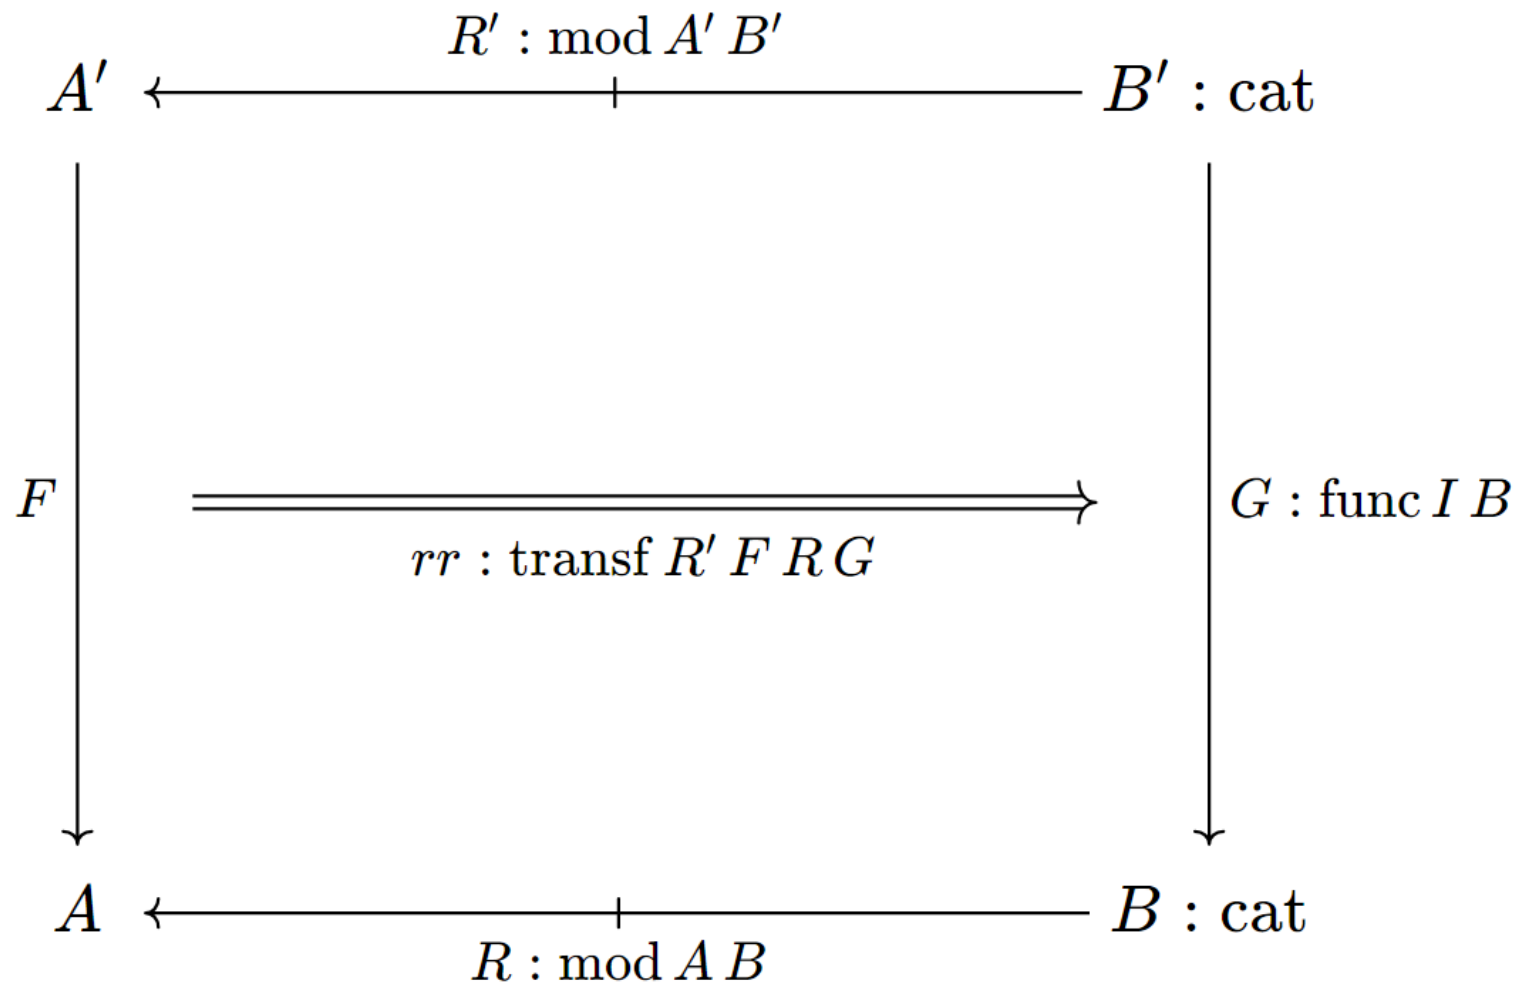 R′ : mod A′ B′
A′
B′ : cat
F
G : func I B
rr : transf R′ F R G
A
B : cat
R : mod A B